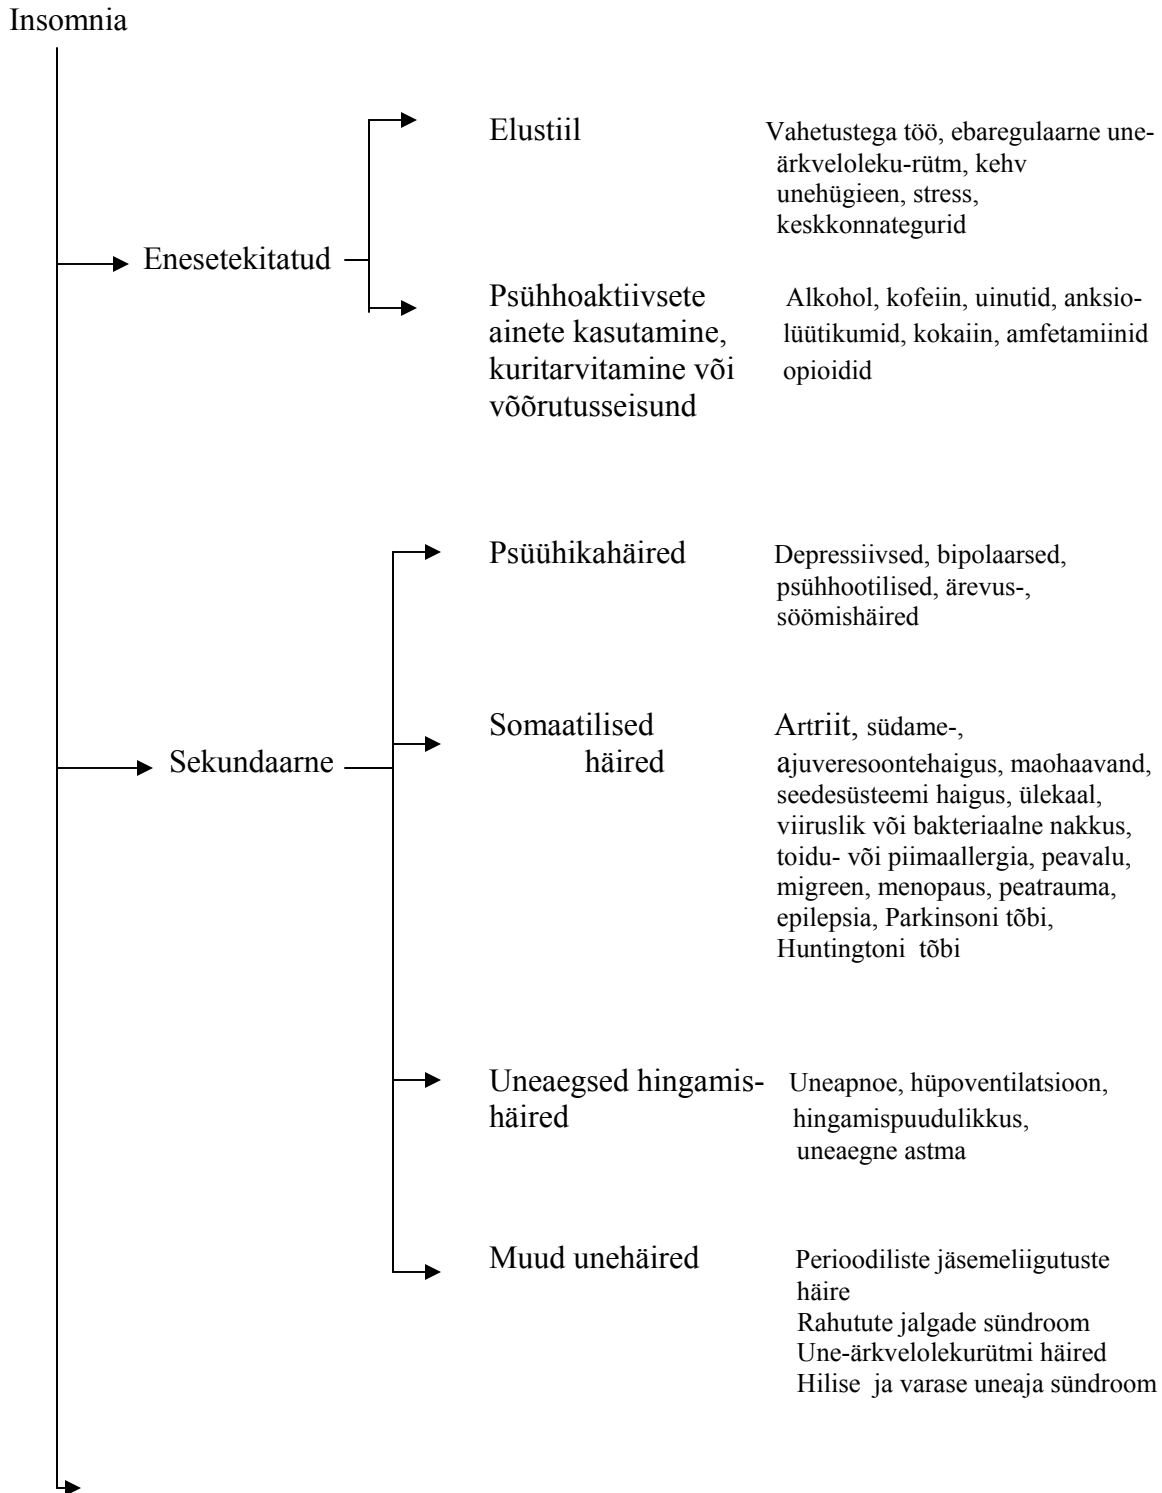 Insomnia
Elustiil
Vahetustega töö, ebaregulaarne une-
ärkveloleku-rütm, kehv
unehügieen, stress,
keskkonnategurid
Enesetekitatud
Psühhoaktiivsete
ainete kasutamine,
kuritarvitamine või
võõrutusseisund
Alkohol, kofeiin, uinutid, anksio-
lüütikumid, kokaiin, amfetamiinid
opioidid
Psüühikahäired
Depressiivsed, bipolaarsed,
psühhootilised, ärevus-,
söömishäired
Sekundaarne
Somaatilised
häired
Artriit, südame-,
ajuveresoontehaigus, maohaavand,
seedesüsteemi haigus, ülekaal,
viiruslik või bakteriaalne nakkus,
toidu- või piimaallergia, peavalu,
migreen, menopaus, peatrauma,
epilepsia, Parkinsoni tõbi,
Huntingtoni tõbi
Uneaegsed hingamis-
häired
Uneapnoe, hüpoventilatsioon,
hingamispuudulikkus,
uneaegne astma
Muud unehäired
Perioodiliste jäsemeliigutuste
häire
Rahutute jalgade sündroom
Une-ärkvelolekurütmi häired
Hilise ja varase uneaja sündroom